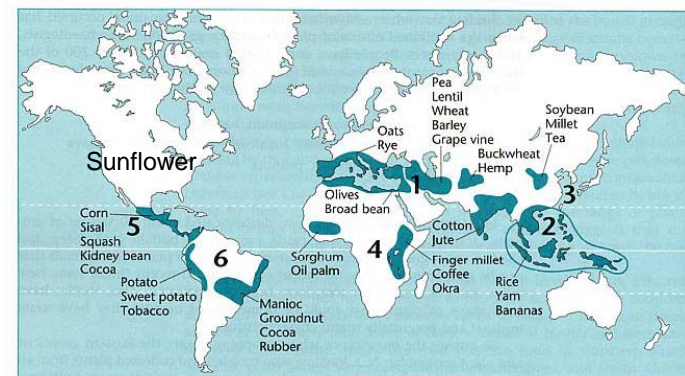 Pea
Lentil
Wheat
Barley
Grape vine
Soybean
Millet
Tea
Oats
Rye
Buckwheat
Hemp
Sunflower
1
3
Olives
Broad bean
2
Corn
Sisal
Squash
Kidney bean
Cocoa
5
6
4
Cotton
Jute
Sorghum
Oil palm
Finger millet
Coffee
Okra
Potato
Sweet potato
Tobacco
Rice
Yam
Bananas
Manioc
Groundnut
Cocoa
Rubber